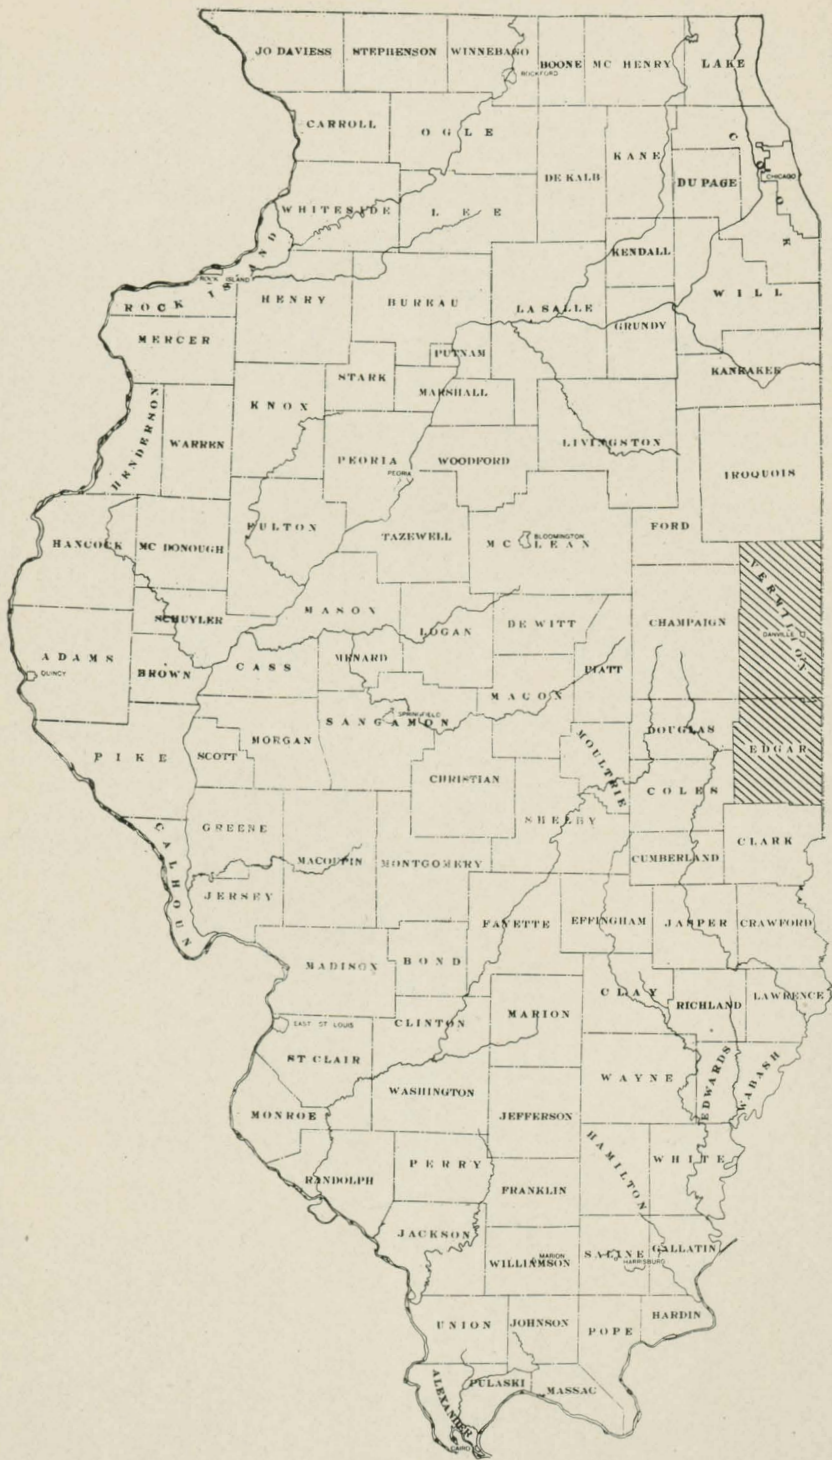 JO DAVIESS STEPHENSON WINNEBAGO BOONE MC HENRY LAKE
ROCKFORD
CARROLL OGLE DE KALB KANE COOK
DU PAGE CHICAGO
WHITESIDE LEE
KENDALL
ROCK ISLAND
ROCK ISLAND HENRY BUREAU LA SALLE WILL
MERCER GRUNDY
PUTNAM
STARK KANKAKEE
MARSHALL
HENDERSON WARREN KNOX
PEORIA WOODFORD LIVINGSTON
PEORIA IROQUOIS
HANCOCK MC DONOUGH FULTON TAZEWELL MC LEAN FORD
BLOOMINGTON
SCHUYLER MASON LOGAN DE WITT CHAMPAIGN VERMILION
DANVILLE
ADAMS BROWN CASS MENARD PIATT
QUINCY
MACON
SANGAMON
SPRINGFIELD
PIKE SCOTT MORGAN MOULTRIE DOUGLAS EDGAR
CHRISTIAN
COLES
CALHOUN GREENE SHELBY
MACOUPIN MONTGOMERY CUMBERLAND CLARK
JERSEY
FAYETTE EFFINGHAM JASPER CRAWFORD
MADISON BOND
CLAY RICHLAND LAWRENCE
EAST ST LOUIS CLINTON MARION
ST CLAIR
WAYNE EDWARDS WABASH
WASHINGTON
MONROE JEFFERSON
RANDOLPH PERRY HAMILTON WHITE
FRANKLIN
JACKSON
WILLIAMSON SALINE GALLATIN
MARION HARRISBURG
UNION JOHNSON POPE HARDIN
ALEXANDER PULASKI MASSAC
CAIRO